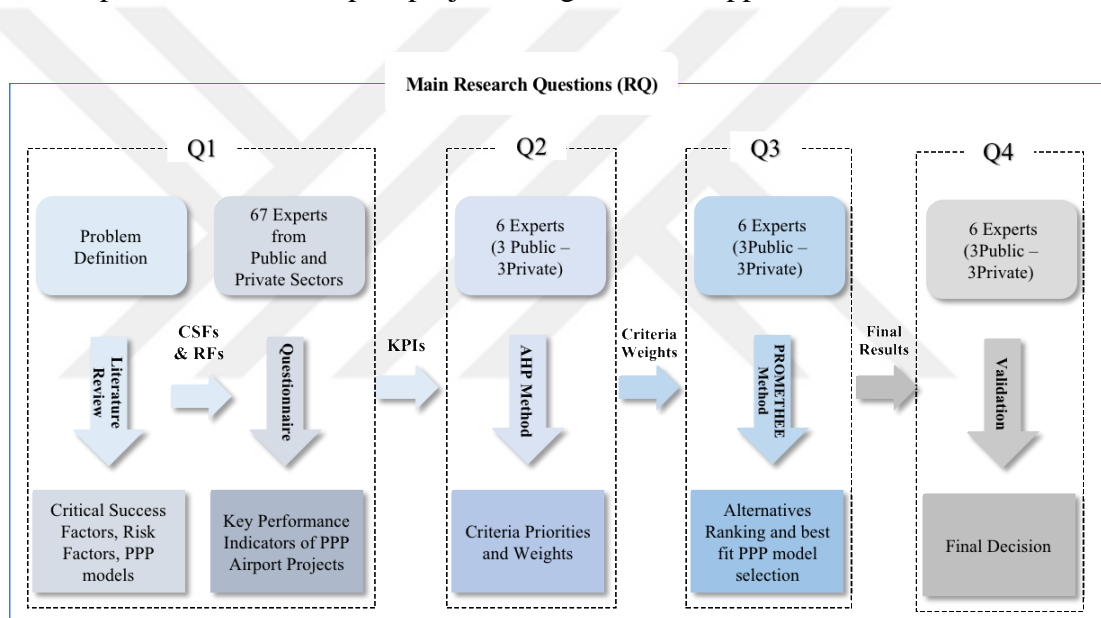 Main Research Questions (RQ)
Q1
Problem
Definition
Literature
Review
Critical Success
Factors, Risk
Factors, PPP
models
CSFs
& RFs
67 Experts
from
Public and
Private Sectors
Questionnaire
Key Performance
Indicators of PPP
Airport Projects
KPIs
Q2
6 Experts
(3 Public –
3Private)
AHP Method
Criteria Priorities
and Weights
Criteria
Weights
Q3
6 Experts
(3Public –
3Private)
PROMETHEE
Method
Alternatives
Ranking and best
fit PPP model
selection
Final
Results
Q4
6 Experts
(3Public –
3Private)
Validation
Final Decision